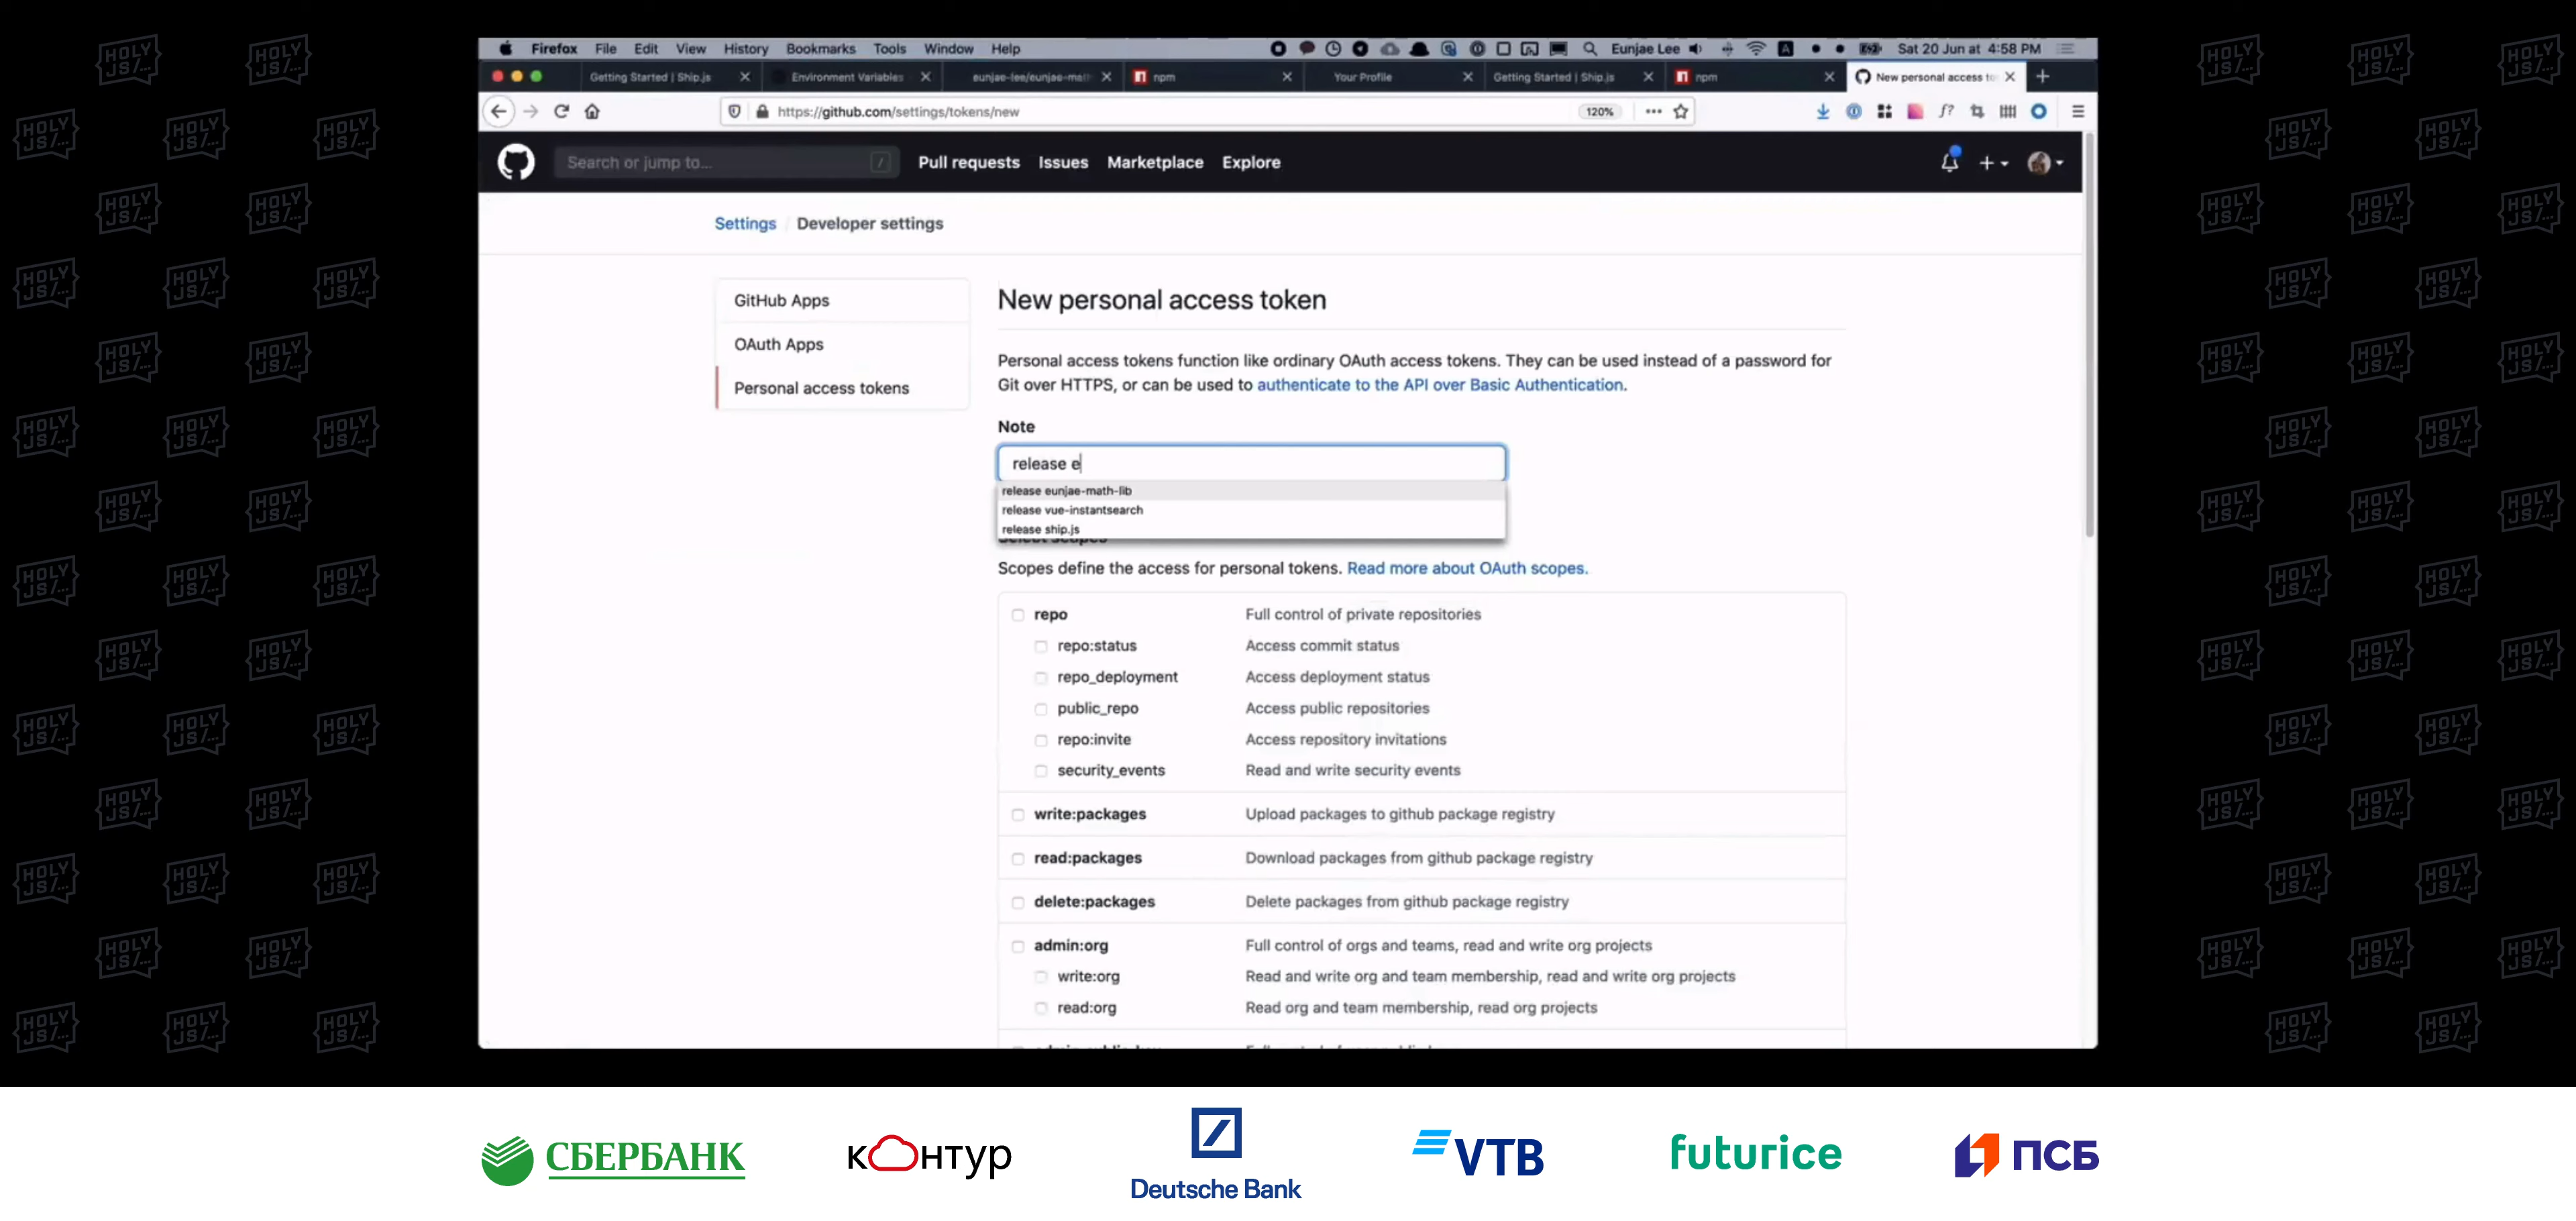 Firefox File Edit View History Bookmarks Tools Window Help Eunjae Lee Sat 20 Jun at 4:58 PM
Getting Started | Ship.js Environment Variables eunjae-lee/eunjae-mat npm Your Profile Getting Started | Ship.js npm New personal access to
https://github.com/settings/tokens/new 120%
Search or jump to... / Pull requests Issues Marketplace Explore
Settings / Developer settings
GitHub Apps
OAuth Apps
Personal access tokens
New personal access token
Personal access tokens function like ordinary OAuth access tokens. They can be used instead of a password for
Git over HTTPS, or can be used to authenticate to the API over Basic Authentication.
Note
release e
release eunjae-math-lib
release vue-instantsearch
release ship.js
Select scopes
Scopes define the access for personal tokens. Read more about OAuth scopes.
repo Full control of private repositories
repo:status Access commit status
repo_deployment Access deployment status
public_repo Access public repositories
repo:invite Access repository invitations
security_events Read and write security events
write:packages Upload packages to github package registry
read:packages Download packages from github package registry
delete:packages Delete packages from github package registry
admin:org Full control of orgs and teams, read and write org projects
write:org Read and write org and team membership, read and write org projects
read:org Read org and team membership, read org projects
HOLY
JS/...
СБЕРБАНК
кОнтур
Deutsche Bank
VTB
futurice
ПСБ